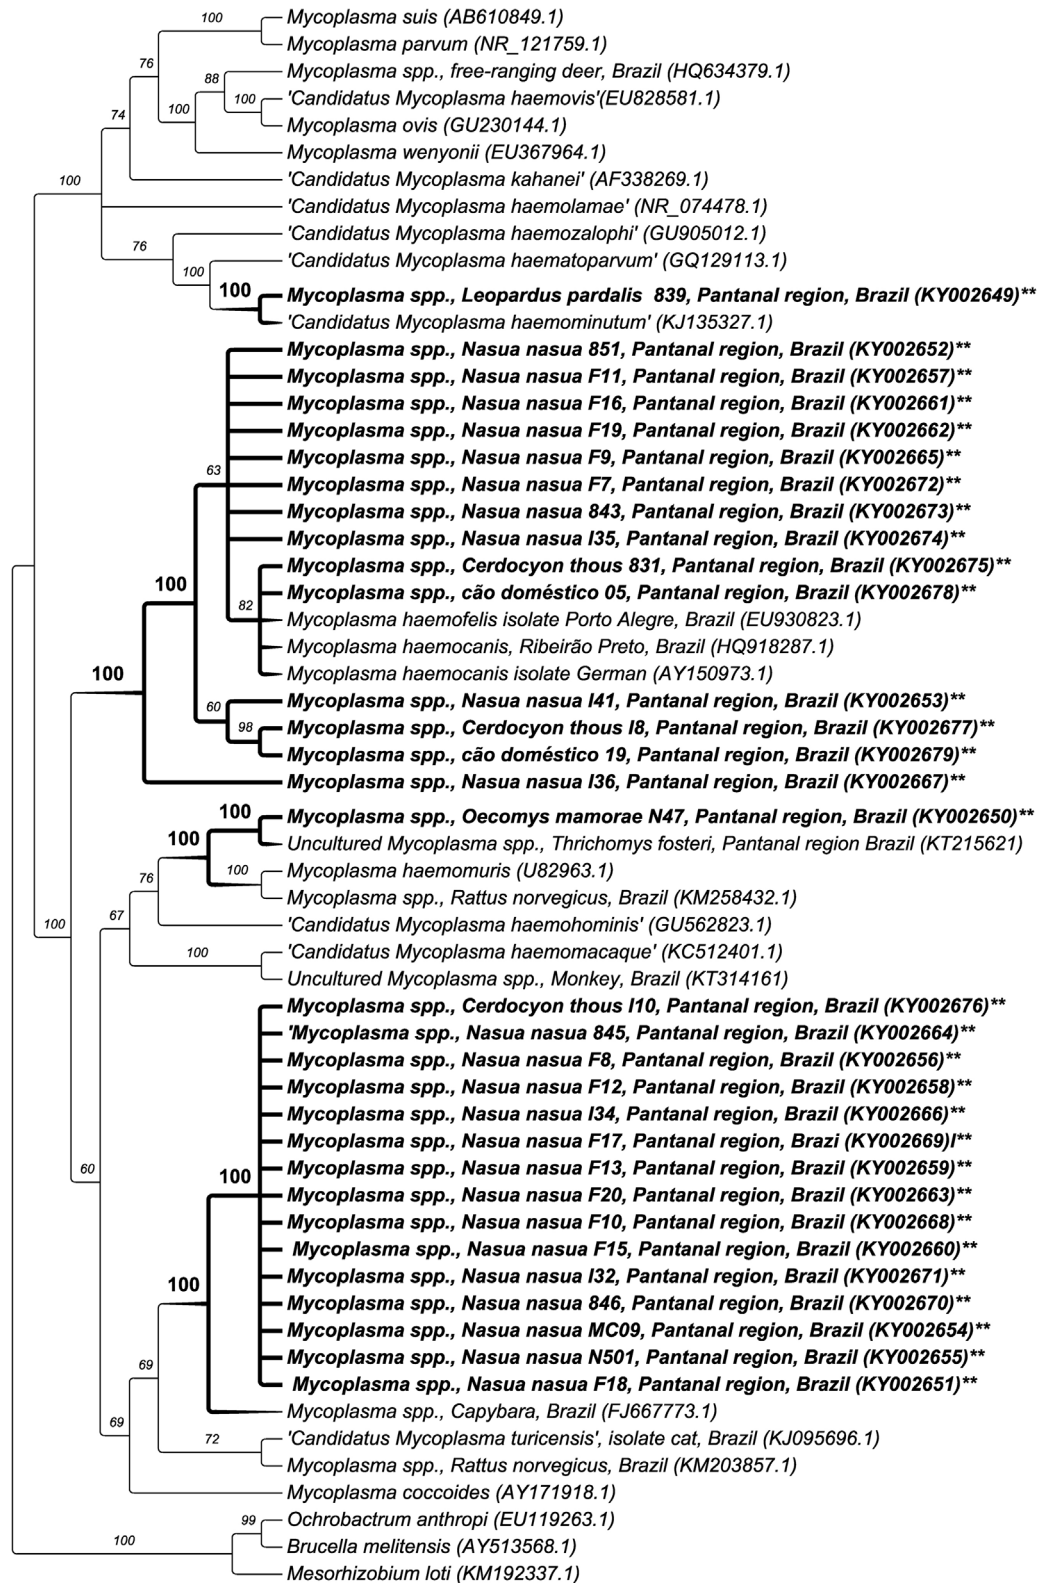 100
Mycoplasma suis (AB610849.1)
Mycoplasma parvum (NR_121759.1)
76
Mycoplasma spp., free-ranging deer, Brazil (HQ634379.1)
88
'Candidatus Mycoplasma haemovis'(EU828581.1)
100
100
74
Mycoplasma ovis (GU230144.1)
Mycoplasma wenyonii (EU367964.1)
'Candidatus Mycoplasma kahanei' (AF338269.1)
100
'Candidatus Mycoplasma haemolamae' (NR_074478.1)
'Candidatus Mycoplasma haemozalophi' (GU905012.1)
76
'Candidatus Mycoplasma haematoparvum' (GQ129113.1)
100
100
Mycoplasma spp., Leopardus pardalis 839, Pantanal region, Brazil (KY002649)**
'Candidatus Mycoplasma haemominutum' (KJ135327.1)
Mycoplasma spp., Nasua nasua 851, Pantanal region, Brazil (KY002652)**
Mycoplasma spp., Nasua nasua F11, Pantanal region, Brazil (KY002657)**
Mycoplasma spp., Nasua nasua F16, Pantanal region, Brazil (KY002661)**
Mycoplasma spp., Nasua nasua F19, Pantanal region, Brazil (KY002662)**
Mycoplasma spp., Nasua nasua F9, Pantanal region, Brazil (KY002665)**
63
Mycoplasma spp., Nasua nasua F7, Pantanal region, Brazil (KY002672)**
Mycoplasma spp., Nasua nasua 843, Pantanal region, Brazil (KY002673)**
Mycoplasma spp., Nasua nasua I35, Pantanal region, Brazil (KY002674)**
Mycoplasma spp., Cerdocyon thous 831, Pantanal region, Brazil (KY002675)**
100
Mycoplasma spp., cão doméstico 05, Pantanal region, Brazil (KY002678)**
82
Mycoplasma haemofelis isolate Porto Alegre, Brazil (EU930823.1)
Mycoplasma haemocanis, Ribeirão Preto, Brazil (HQ918287.1)
Mycoplasma haemocanis isolate German (AY150973.1)
100
Mycoplasma spp., Nasua nasua I41, Pantanal region, Brazil (KY002653)**
60
Mycoplasma spp., Cerdocyon thous I8, Pantanal region, Brazil (KY002677)**
98
Mycoplasma spp., cão doméstico 19, Pantanal region, Brazil (KY002679)**
Mycoplasma spp., Nasua nasua I36, Pantanal region, Brazil (KY002667)**
100
Mycoplasma spp., Oecomys mamorae N47, Pantanal region, Brazil (KY002650)**
100
Uncultured Mycoplasma spp., Thrichomys fosteri, Pantanal region Brazil (KT215621)
Mycoplasma haemomuris (U82963.1)
100
76
Mycoplasma spp., Rattus norvegicus, Brazil (KM258432.1)
67
100
'Candidatus Mycoplasma haemohominis' (GU562823.1)
'Candidatus Mycoplasma haemomacaque' (KC512401.1)
100
Uncultured Mycoplasma spp., Monkey, Brazil (KT314161)
Mycoplasma spp., Cerdocyon thous I10, Pantanal region, Brazil (KY002676)**
'Mycoplasma spp., Nasua nasua 845, Pantanal region, Brazil (KY002664)**
Mycoplasma spp., Nasua nasua F8, Pantanal region, Brazil (KY002656)**
Mycoplasma spp., Nasua nasua F12, Pantanal region, Brazil (KY002658)**
Mycoplasma spp., Nasua nasua I34, Pantanal region, Brazil (KY002666)**
Mycoplasma spp., Nasua nasua F17, Pantanal region, Brazi (KY002669)l**
60
Mycoplasma spp., Nasua nasua F13, Pantanal region, Brazil (KY002659)**
100
Mycoplasma spp., Nasua nasua F20, Pantanal region, Brazil (KY002663)**
Mycoplasma spp., Nasua nasua F10, Pantanal region, Brazil (KY002668)**
Mycoplasma spp., Nasua nasua F15, Pantanal region, Brazil (KY002660)**
Mycoplasma spp., Nasua nasua I32, Pantanal region, Brazil (KY002671)**
100
Mycoplasma spp., Nasua nasua 846, Pantanal region, Brazil (KY002670)**
Mycoplasma spp., Nasua nasua MC09, Pantanal region, Brazil (KY002654)**
Mycoplasma spp., Nasua nasua N501, Pantanal region, Brazil (KY002655)**
69
Mycoplasma spp., Nasua nasua F18, Pantanal region, Brazil (KY002651)**
Mycoplasma spp., Capybara, Brazil (FJ667773.1)
69
'Candidatus Mycoplasma turicensis', isolate cat, Brazil (KJ095696.1)
72
Mycoplasma spp., Rattus norvegicus, Brazil (KM203857.1)
Mycoplasma coccoides (AY171918.1)
99
Ochrobactrum anthropi (EU119263.1)
100
Brucella melitensis (AY513568.1)
Mesorhizobium loti (KM192337.1)